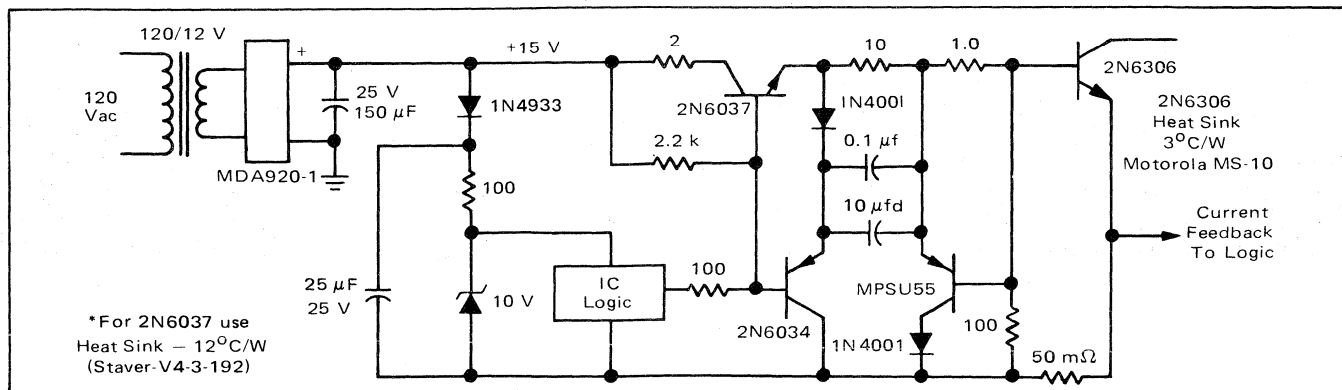 120/12 V
120
Vac
MDA920-1
+
25 V
150 µF
+15 V
1N4933
100
25 µF
25 V
10 V
IC
Logic
100
2
2N6037
2.2 k
10
1.0
1N4001
0.1 µf
10 µfd
2N6034
MPSU55
1N4001
100
50 mΩ
2N6306
2N6306
Heat Sink
3°C/W
Motorola MS-10
Current
Feedback
To Logic
*For 2N6037 use
Heat Sink – 12°C/W
(Staver-V4-3-192)